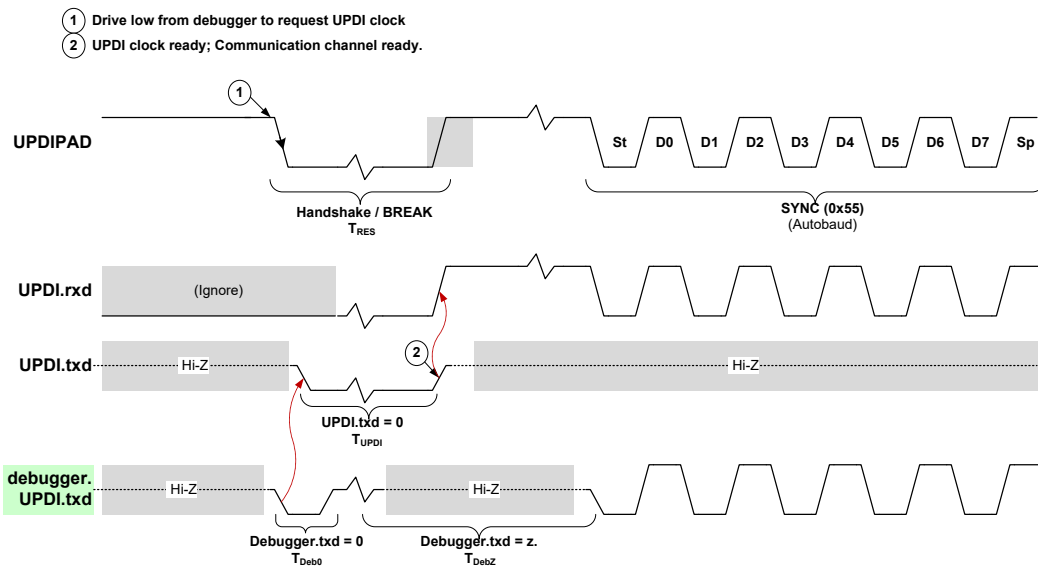 1 Drive low from debugger to request UPDI clock
2 UPDI clock ready; Communication channel ready.
1
UPDIPAD
St D0 D1 D2 D3 D4 D5 D6 D7 Sp
Handshake / BREAK
TRES
SYNC (0x55)
(Autobaud)
UPDI.rxd
(Ignore)
UPDI.txd
Hi-Z
2
Hi-Z
UPDI.txd = 0
TUPDI
debugger.
UPDI.txd
Hi-Z
Hi-Z
Debugger.txd = 0
TDeb0
Debugger.txd = z.
TDebZ